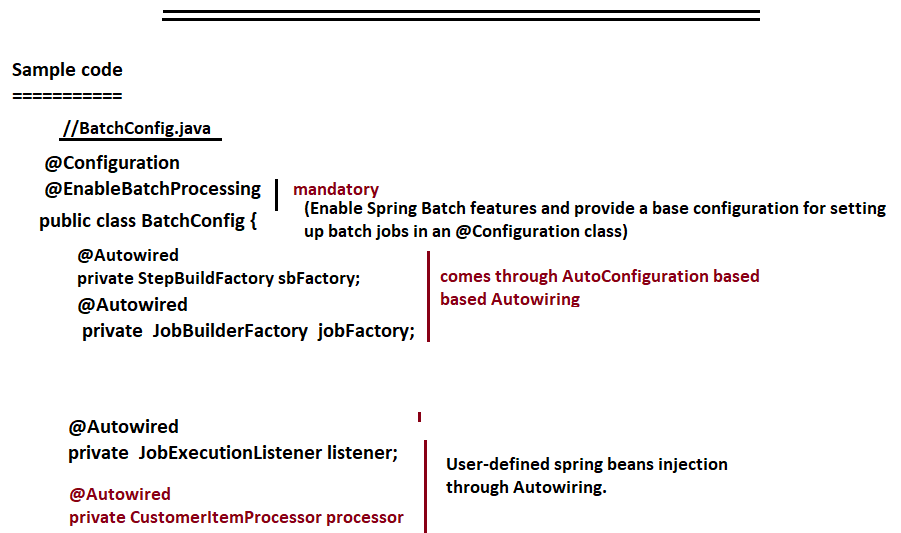 Sample code
===========
//BatchConfig.java
@Configuration
@EnableBatchProcessing
mandatory
(Enable Spring Batch features and provide a base configuration for setting
up batch jobs in an @Configuration class)
public class BatchConfig {
@Autowired
private StepBuildFactory sbFactory;
@Autowired
private JobBuilderFactory jobFactory;
comes through AutoConfiguration based
based Autowiring
@Autowired
private JobExecutionListener listener;
@Autowired
private CustomerItemProcessor processor
User-defined spring beans injection
through Autowiring.